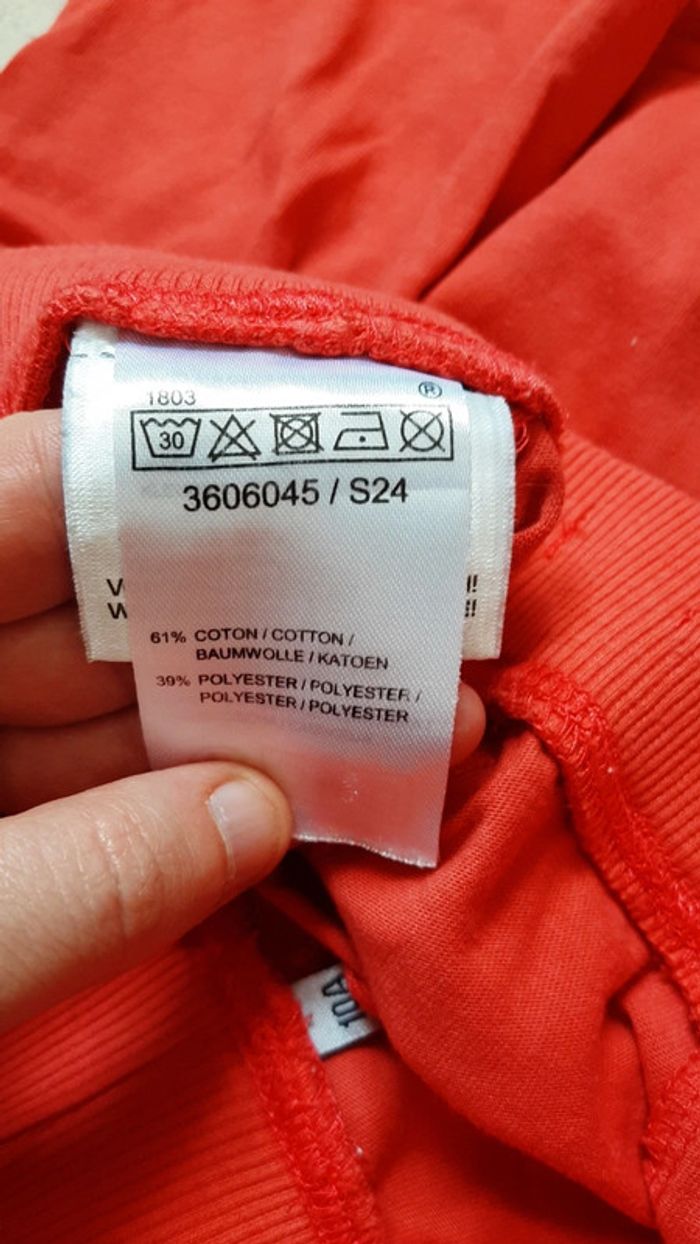 1803
®
30
3606045 / S24
61% COTON / COTTON /
BAUMWOLLE / KATOEN
39% POLYESTER / POLYESTER /
POLYESTER / POLYESTER
10A